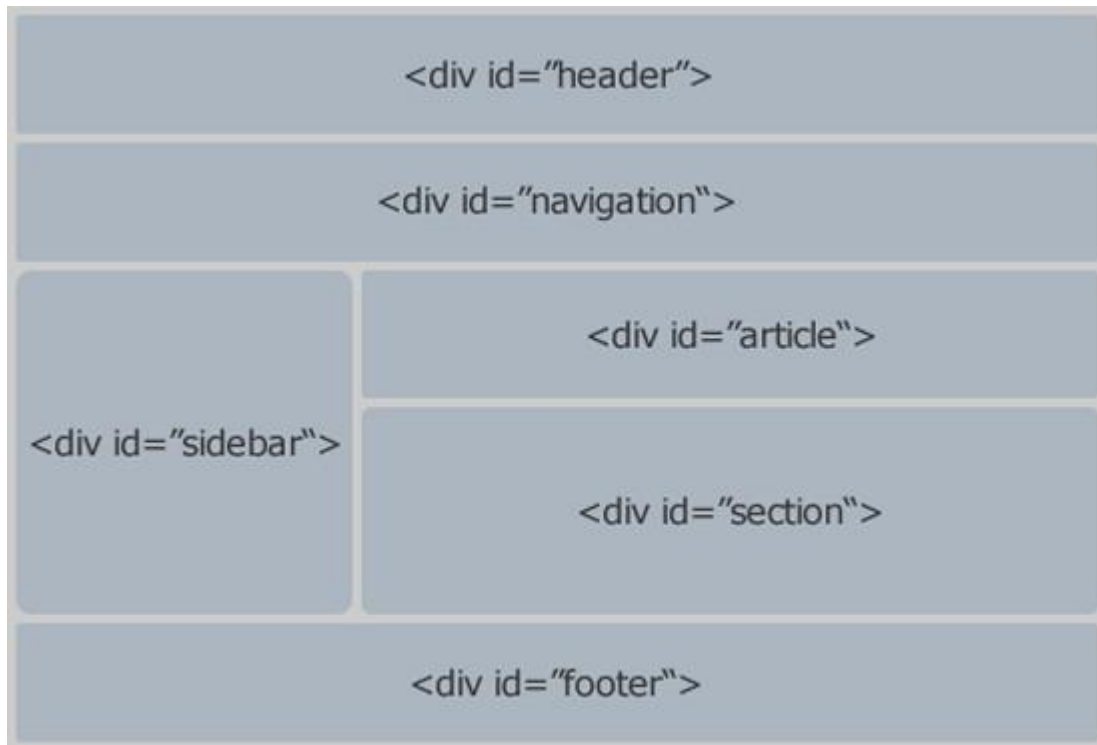 <div id=”header”>
<div id=”navigation“>
<div id=”article“>
<div id=”sidebar“>
<div id=”section“>
<div id=”footer“>